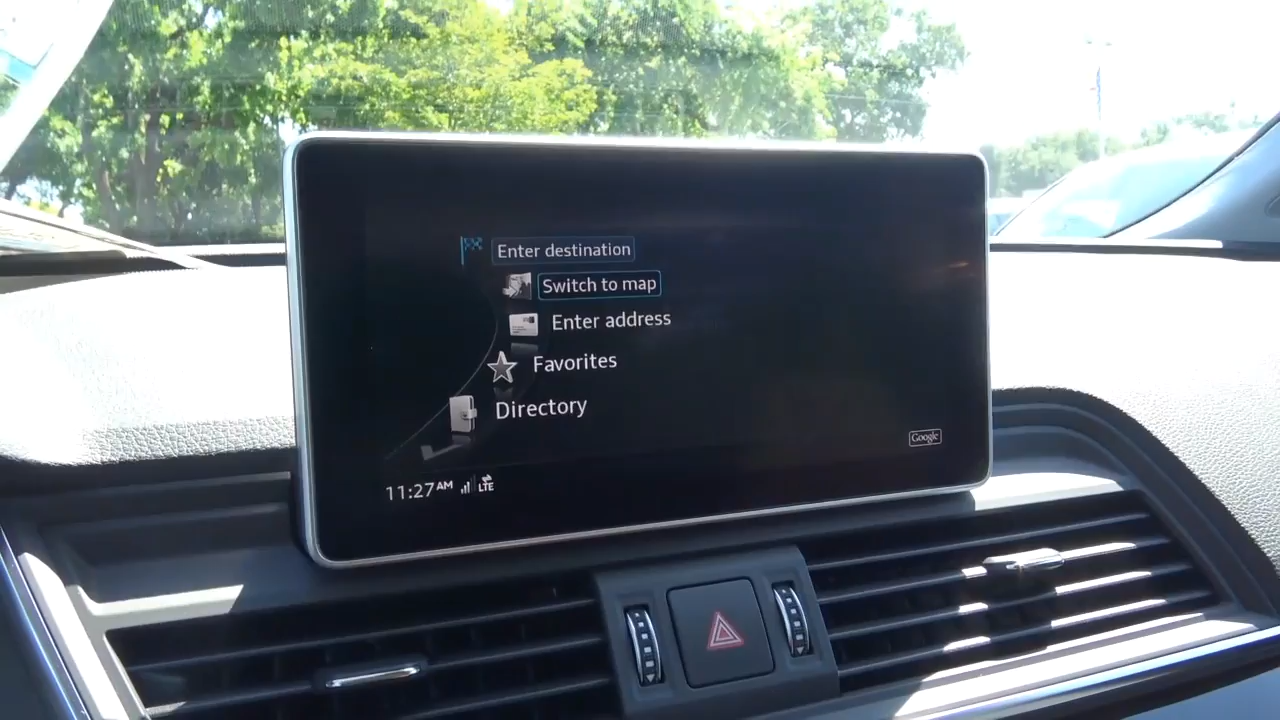 Enter destination
Switch to map
Enter address
Favorites
Directory
Google
11:27 AM LTE